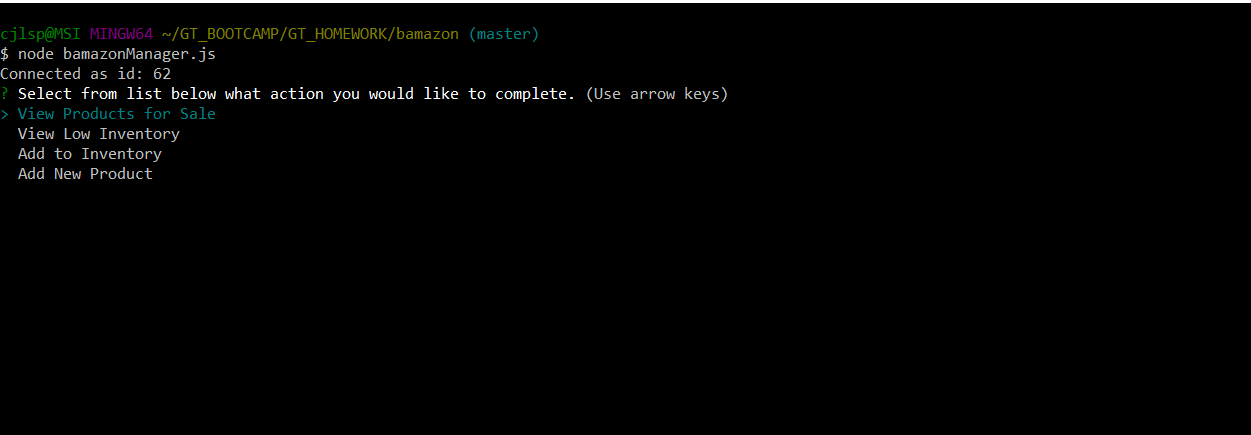 cjlsp@MSI MINGW64 ~/GT_BOOTCAMP/GT_HOMEWORK/bamazon (master)
$ node bamazonManager.js
Connected as id: 62
? Select from list below what action you would like to complete. (Use arrow keys)
> View Products for Sale
  View Low Inventory
  Add to Inventory
  Add New Product